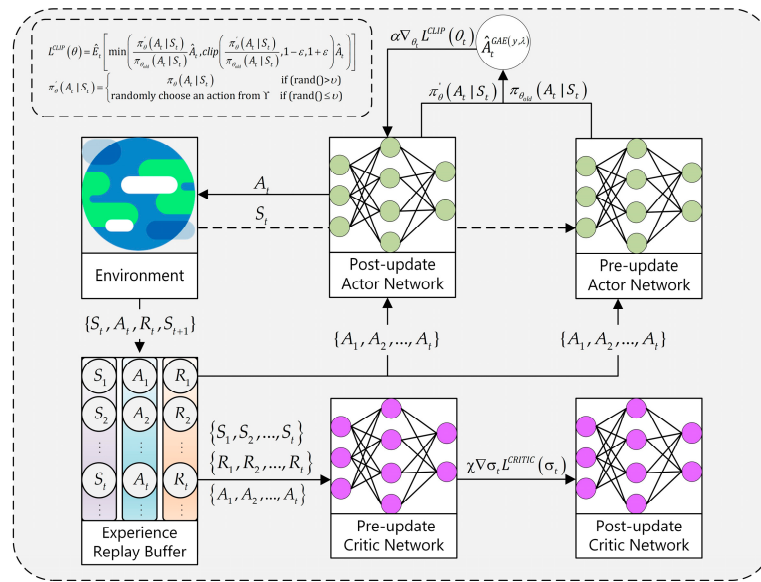 L^{CLIP}(θ) = Ê_t [ min( π′_θ(A_t | S_t) / π_{θ_old}(A_t | S_t) Â_t, clip( π′_θ(A_t | S_t) / π_{θ_old}(A_t | S_t), 1−ε, 1+ε ) Â_t ) ]
π′_θ(A_t | S_t) = { π_θ(A_t | S_t) if (rand()>υ)
randomly choose an action from ϒ if (rand()≤υ)
α∇_{θ_t} L^{CLIP}(θ_t)
Â_t^{GAE(γ,λ)}
π′_θ(A_t | S_t)
π_{θ_old}(A_t | S_t)
A_t
S_t
Environment
Post-update
Actor Network
Pre-update
Actor Network
{S_t, A_t, R_t, S_{t+1}}
{A_1, A_2, ..., A_t}
{A_1, A_2, ..., A_t}
S_1 A_1 R_1
S_2 A_2 R_2
⋮ ⋮ ⋮
S_t A_t R_t
⋮ ⋮ ⋮
Experience
Replay Buffer
{S_1, S_2, ..., S_t}
{R_1, R_2, ..., R_t}
{A_1, A_2, ..., A_t}
χ∇σ_t L^{CRITIC}(σ_t)
Pre-update
Critic Network
Post-update
Critic Network